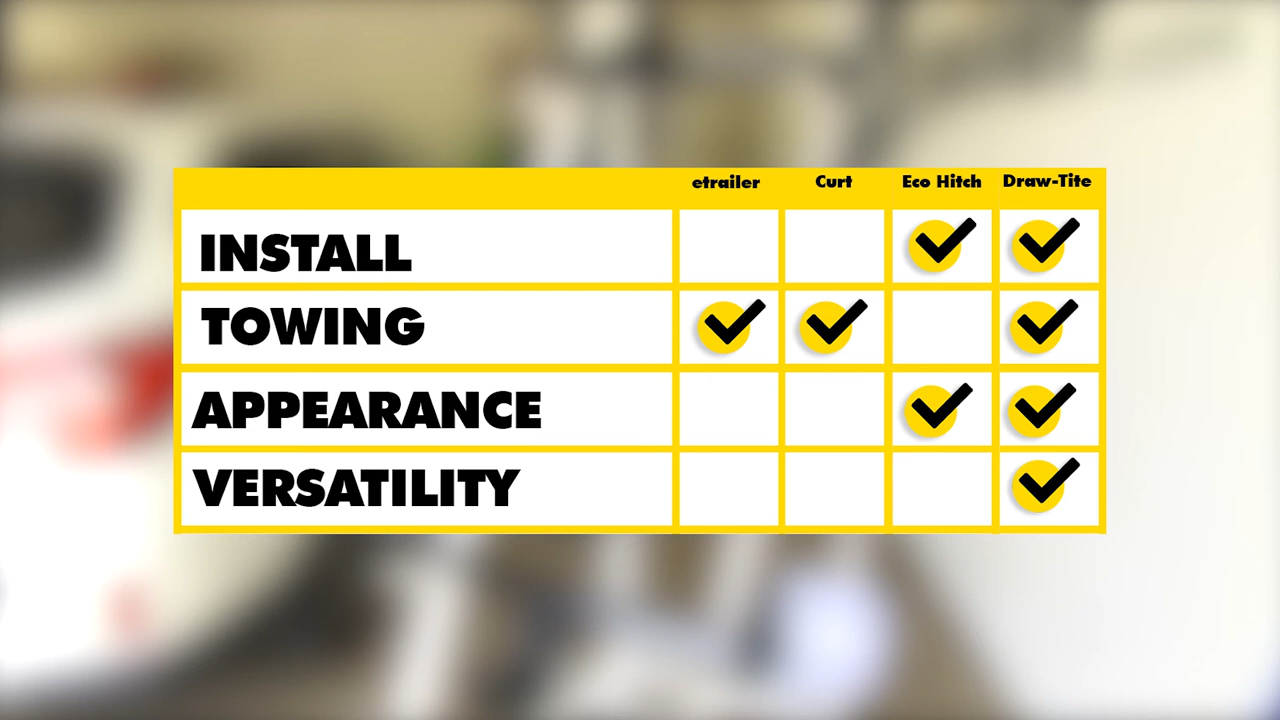 etrailer Curt Eco Hitch Draw-Tite
INSTALL
TOWING
APPEARANCE
VERSATILITY